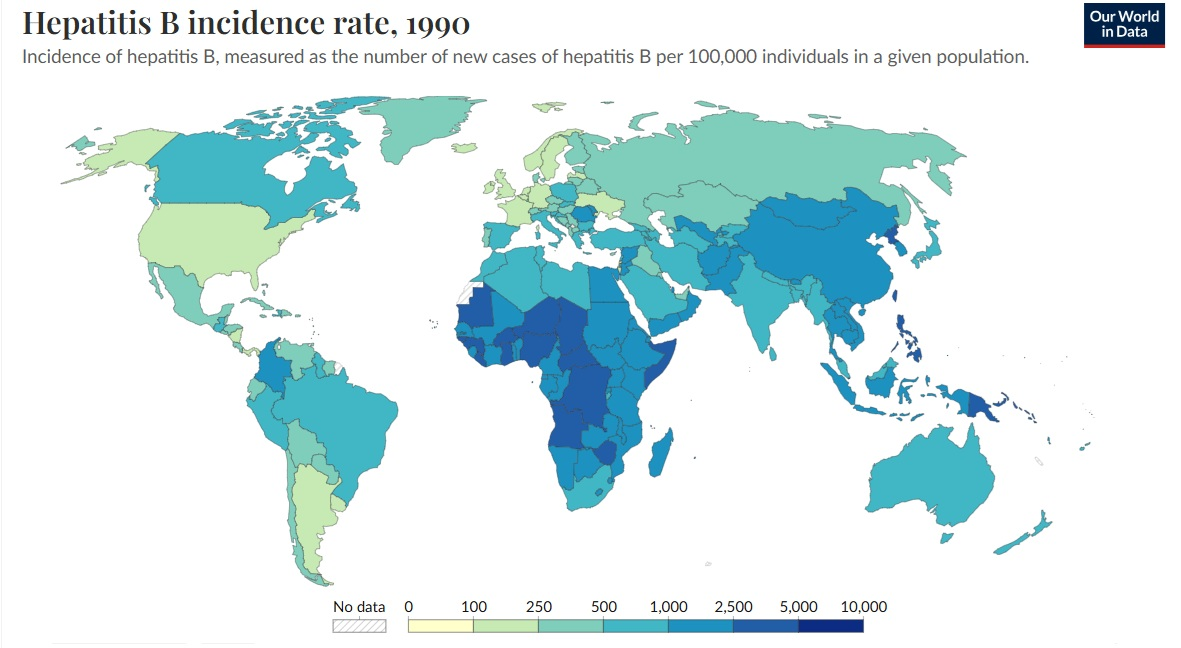 Hepatitis B incidence rate, 1990
Our World
in Data
Incidence of hepatitis B, measured as the number of new cases of hepatitis B per 100,000 individuals in a given population.
No data
0
100
250
500
1,000
2,500
5,000
10,000